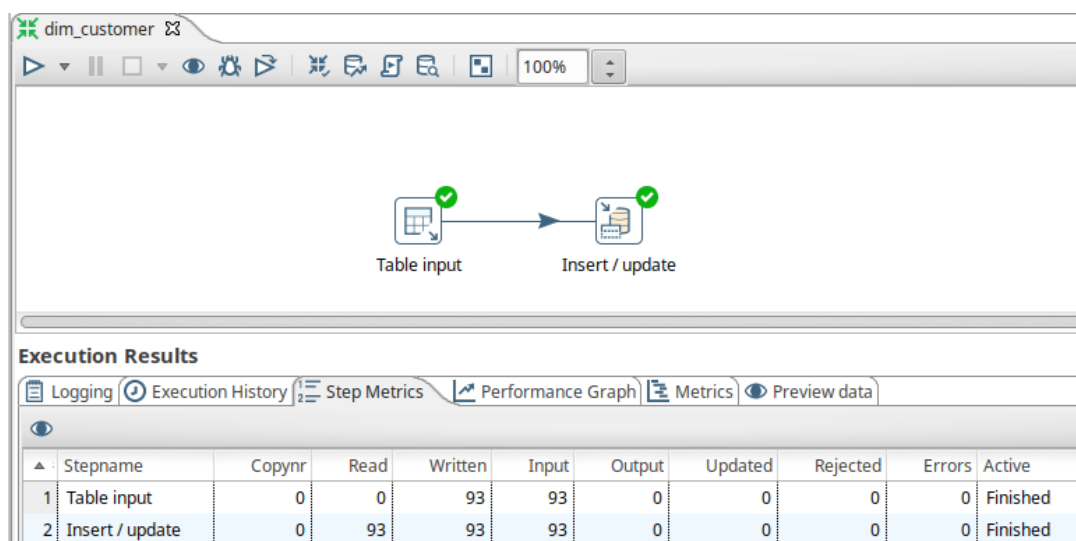 dim_customer
100%
Table input Insert / update
Execution Results
Logging Execution History Step Metrics Performance Graph Metrics Preview data
Stepname Copynr Read Written Input Output Updated Rejected Errors Active
1 Table input 0 0 93 93 0 0 0 0 Finished
2 Insert / update 0 93 93 93 0 0 0 0 Finished